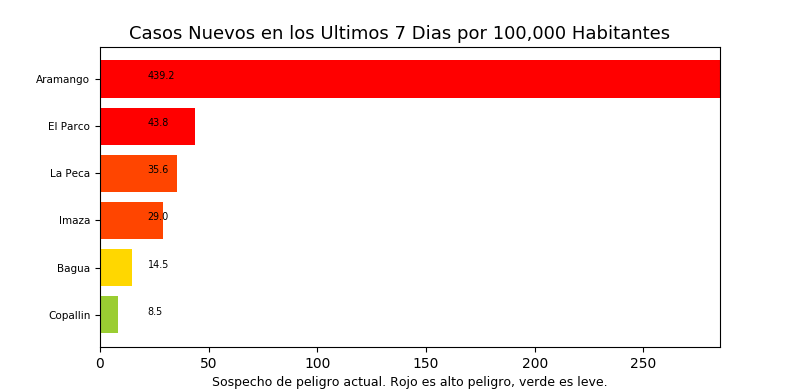 Casos Nuevos en los Ultimos 7 Dias por 100,000 Habitantes
Aramango 439.2
El Parco 43.8
La Peca 35.6
Imaza 29.0
Bagua 14.5
Copallin 8.5
0 50 100 150 200 250
Sospecho de peligro actual. Rojo es alto peligro, verde es leve.